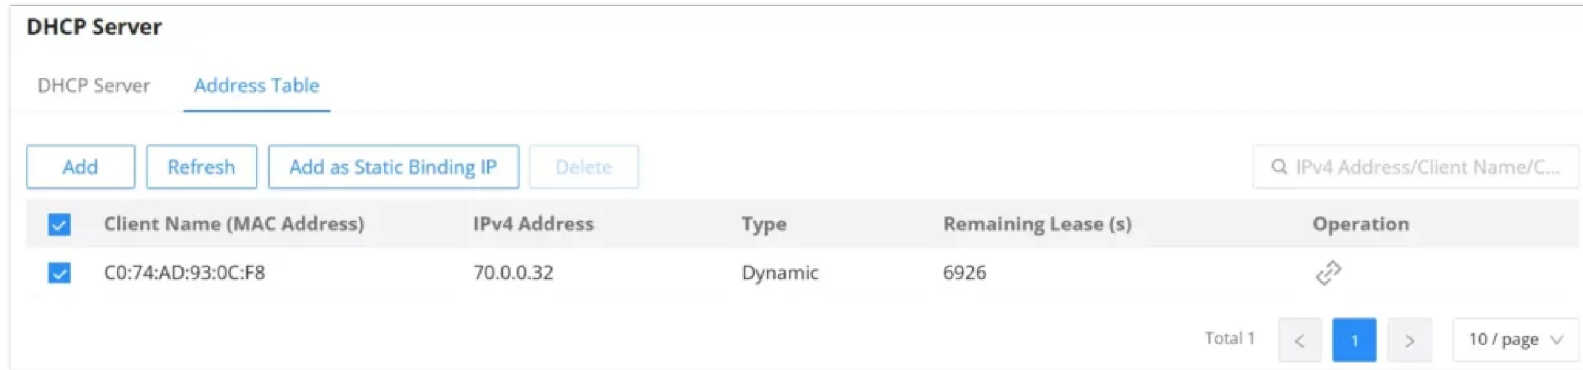 DHCP Server
DHCP Server Address Table
Add Refresh Add as Static Binding IP Delete IPv4 Address/Client Name/C...
Client Name (MAC Address) IPv4 Address Type Remaining Lease (s) Operation
C0:74:AD:93:0C:F8 70.0.0.32 Dynamic 6926
Total 1 < 1 > 10 / page